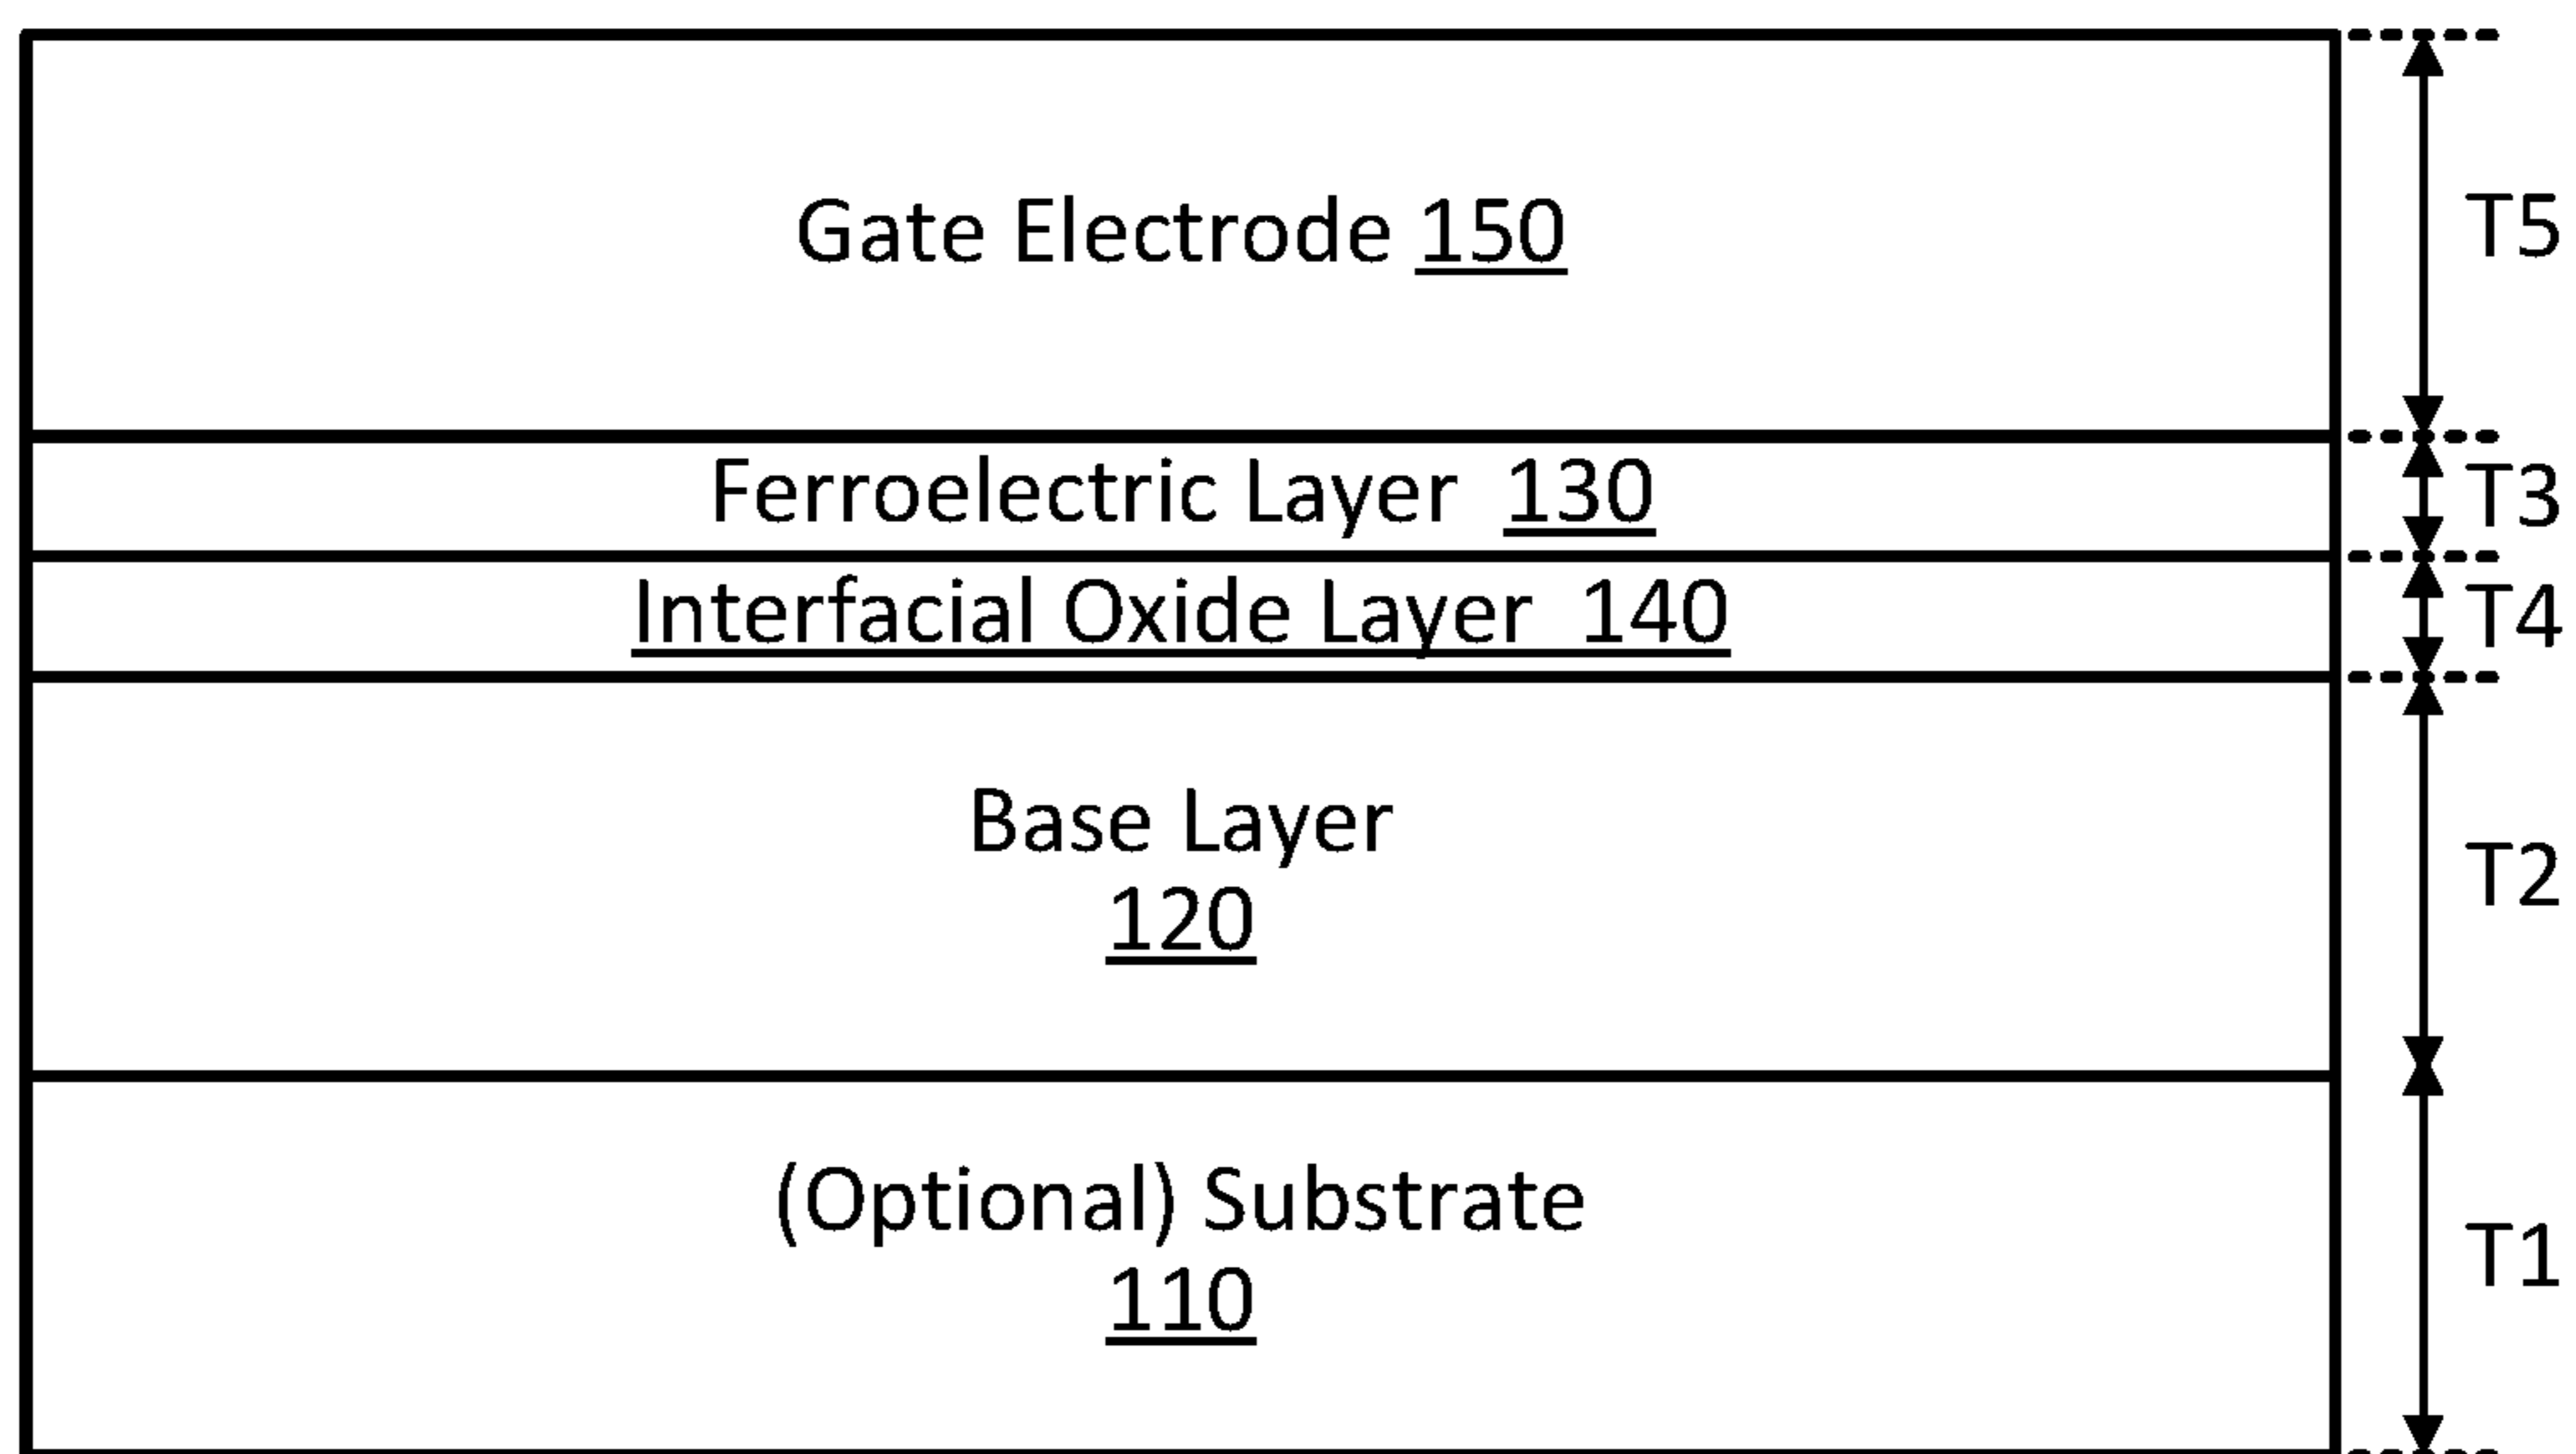 Gate Electrode 150
T5
Ferroelectric Layer 130
T3
Interfacial Oxide Layer 140
T4
Base Layer
120
T2
(Optional) Substrate
110
T1